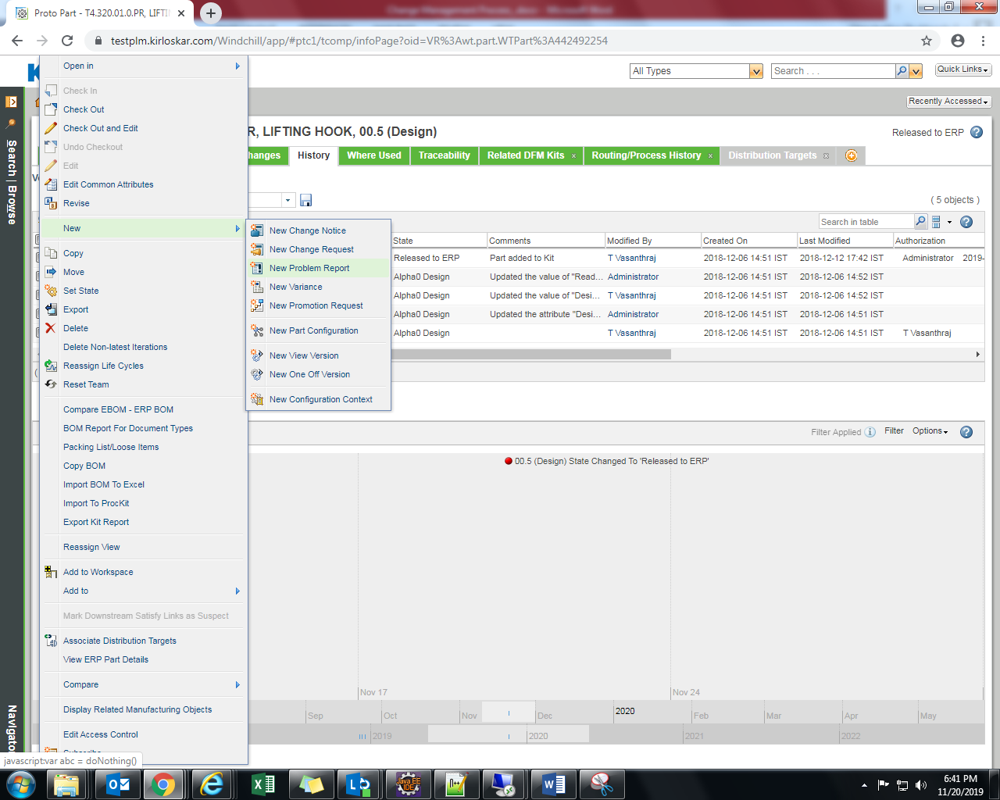 Proto Part - T4.320.01.0.PR, LIFTI
Change Management Process_.docx - Microsoft Word
testplm.kirloskar.com/Windchill/app/#ptc1/tcomp/infoPage?oid=VR%3Awt.part.WTPart%3A442492254
All Types
Search . . .
Quick Links
Recently Accessed
R, LIFTING HOOK, 00.5 (Design)
Released to ERP
hanges
History
Where Used
Traceability
Related DFM Kits
Routing/Process History
Distribution Targets
( 5 objects )
Search in table
State Comments Modified By Created On Last Modified Authorization
Released to ERP Part added to Kit T Vasanthraj 2018-12-06 14:51 IST 2018-12-12 17:42 IST Administrator 2019-
Alpha0 Design Updated the value of "Read... Administrator 2018-12-06 14:51 IST 2018-12-06 14:52 IST
Alpha0 Design Updated the value of "Desi... T Vasanthraj 2018-12-06 14:51 IST 2018-12-06 14:52 IST
Alpha0 Design Updated the attribute "Desi... Administrator 2018-12-06 14:51 IST 2018-12-06 14:51 IST
Alpha0 Design T Vasanthraj 2018-12-06 14:51 IST 2018-12-06 14:51 IST T Vasanthraj
Open in
Check In
Check Out
Check Out and Edit
Undo Checkout
Edit
Edit Common Attributes
Revise
New
Copy
Move
Set State
Export
Delete
Delete Non-latest Iterations
Reassign Life Cycles
Reset Team
Compare EBOM - ERP BOM
BOM Report For Document Types
Packing List/Loose Items
Copy BOM
Import BOM To Excel
Import To ProcKit
Export Kit Report
Reassign View
Add to Workspace
Add to
Mark Downstream Satisfy Links as Suspect
Associate Distribution Targets
View ERP Part Details
Compare
Display Related Manufacturing Objects
Edit Access Control
Subscribe
New Change Notice
New Change Request
New Problem Report
New Variance
New Promotion Request
New Part Configuration
New View Version
New One Off Version
New Configuration Context
Search | Browse
Navigator
Filter Applied
Filter
Options
00.5 (Design) State Changed To 'Released to ERP'
Nov 17
Nov 24
Sep Oct Nov Dec 2020 Feb Mar Apr May
2019 2020 2021 2022
javascript:var abc = doNothing()
Java EE
IDE
6:41 PM
11/20/2019